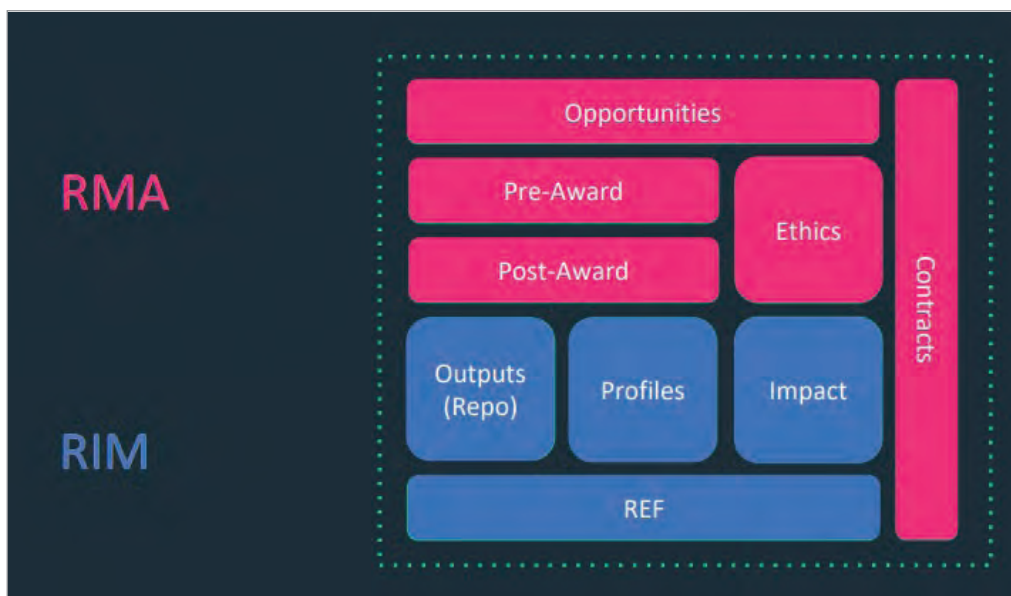 RMA
RIM
Opportunities
Pre-Award
Post-Award
Ethics
Contracts
Outputs
(Repo)
Profiles
Impact
REF